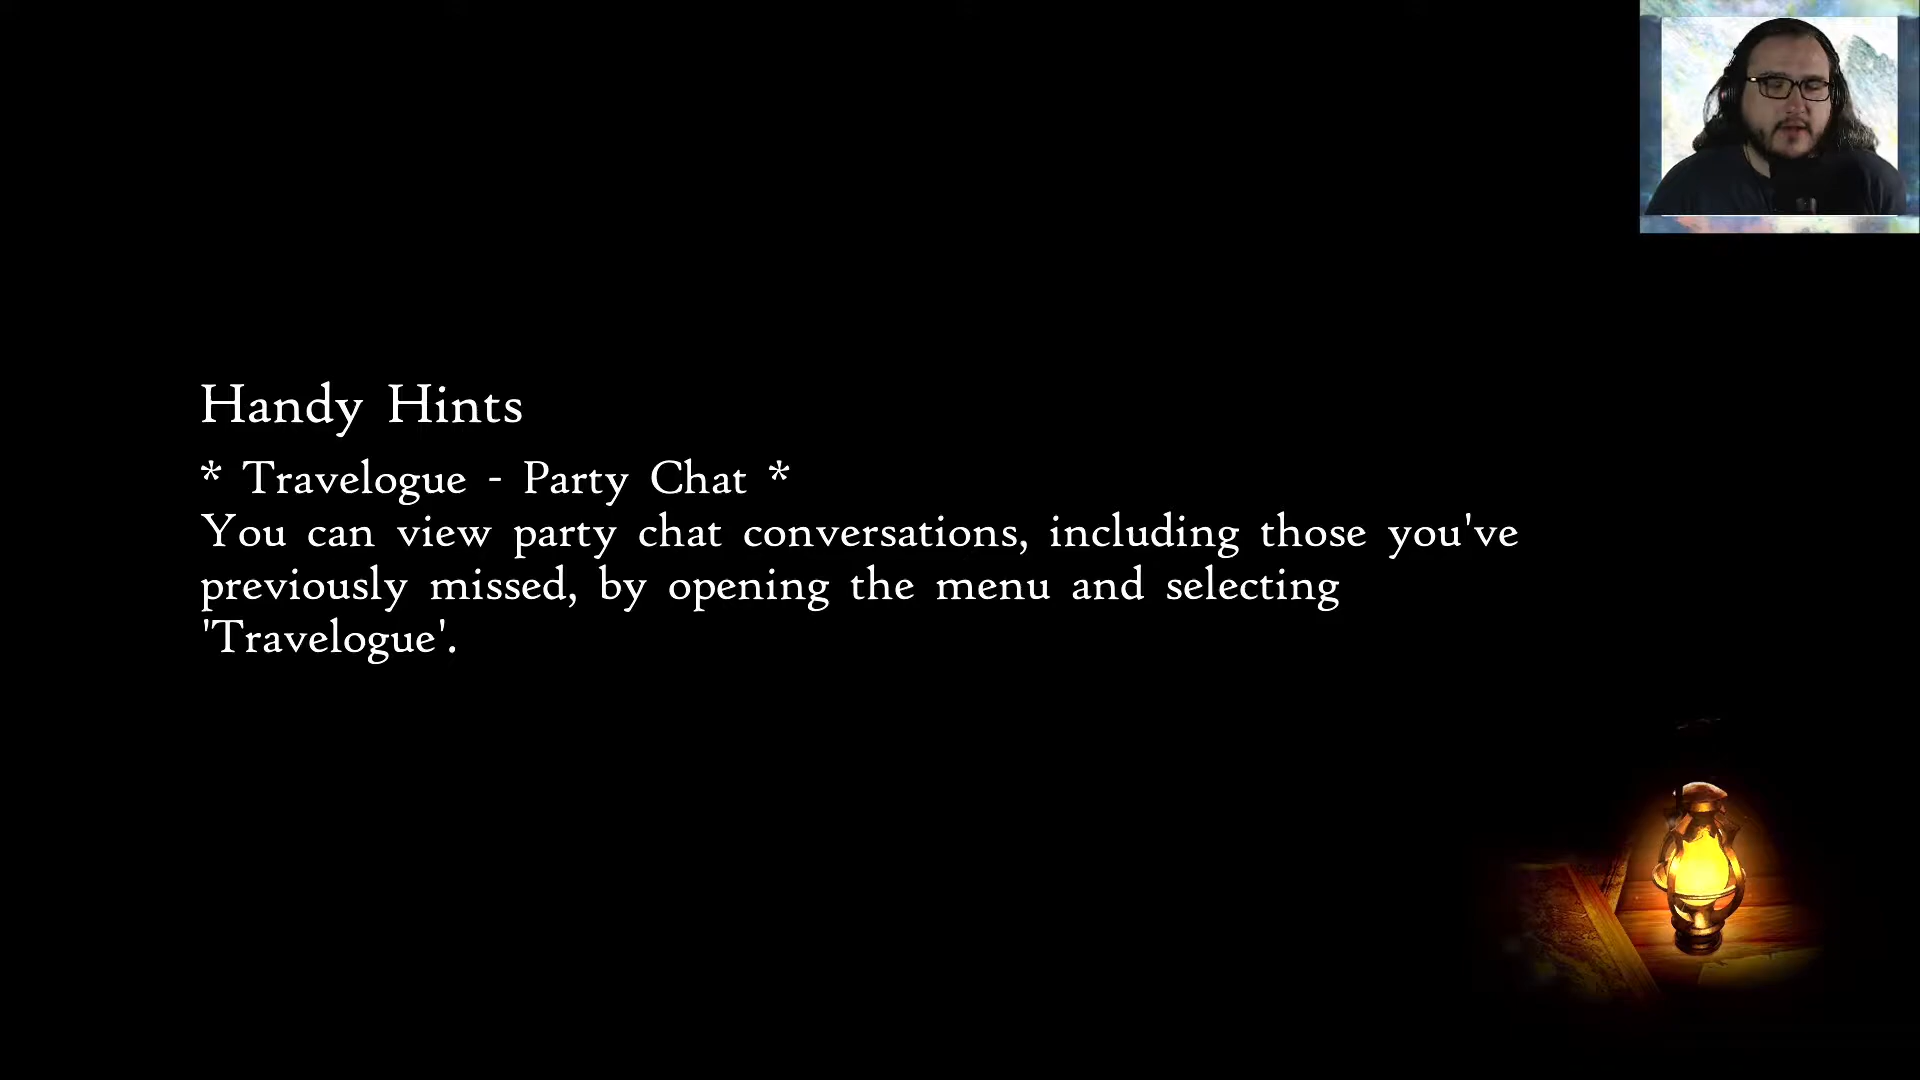 Handy Hints
* Travelogue - Party Chat *
You can view party chat conversations, including those you've
previously missed, by opening the menu and selecting
'Travelogue'.